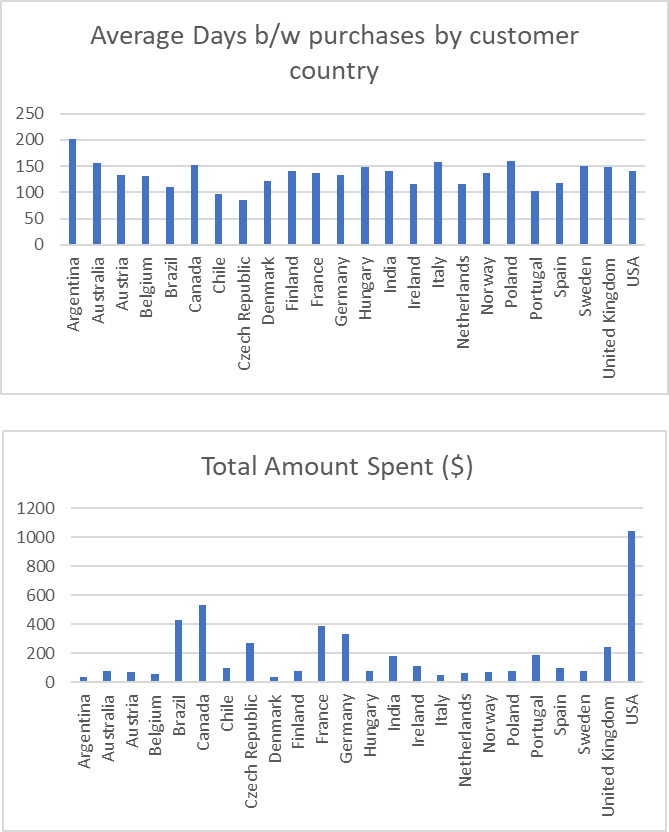 Average Days b/w purchases by customer
country
250
200
150
100
50
0
Argentina
Australia
Austria
Belgium
Brazil
Canada
Chile
Czech Republic
Denmark
Finland
France
Germany
Hungary
India
Ireland
Italy
Netherlands
Norway
Poland
Portugal
Spain
Sweden
United Kingdom
USA
Total Amount Spent ($)
1200
1000
800
600
400
200
0
Argentina
Australia
Austria
Belgium
Brazil
Canada
Chile
Czech Republic
Denmark
Finland
France
Germany
Hungary
India
Ireland
Italy
Netherlands
Norway
Poland
Portugal
Spain
Sweden
United Kingdom
USA